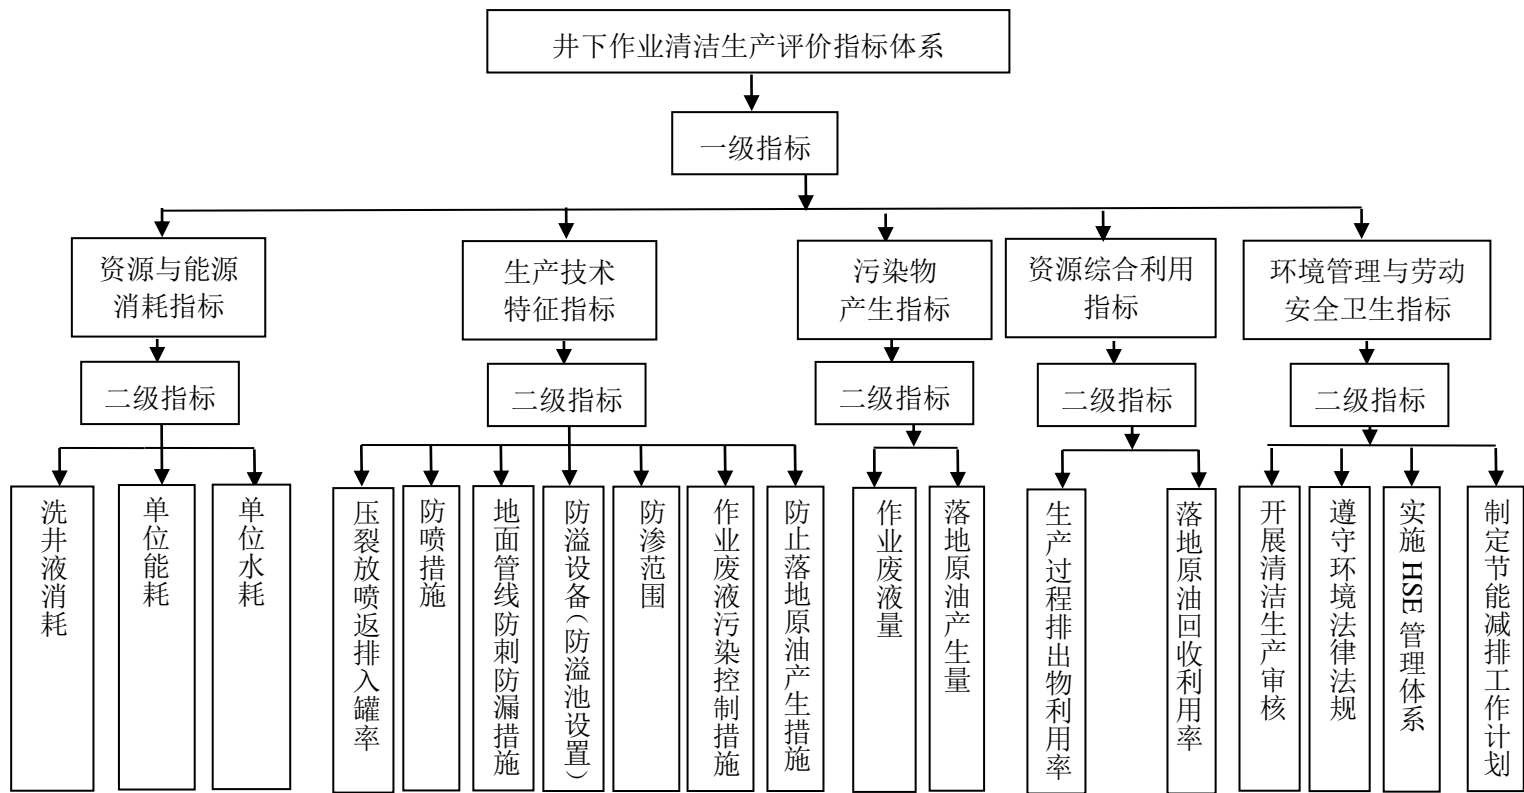 井下作业清洁生产评价指标体系
一级指标
资源与能源
消耗指标
生产技术
特征指标
污染物
产生指标
资源综合利用
指标
环境管理与劳动
安全卫生指标
二级指标
二级指标
二级指标
二级指标
二级指标
洗井液消耗
单位能耗
单位水耗
压裂放喷返排入罐率
防喷措施
地面管线防刺防漏措施
防溢设备(防溢池设置)
防渗范围
作业废液污染控制措施
防止落地原油产生措施
作业废液量
落地原油产生量
生产过程排出物利用率
落地原油回收利用率
开展清洁生产审核
遵守环境法律法规
实施 HSE 管理体系
制定节能减排工作计划